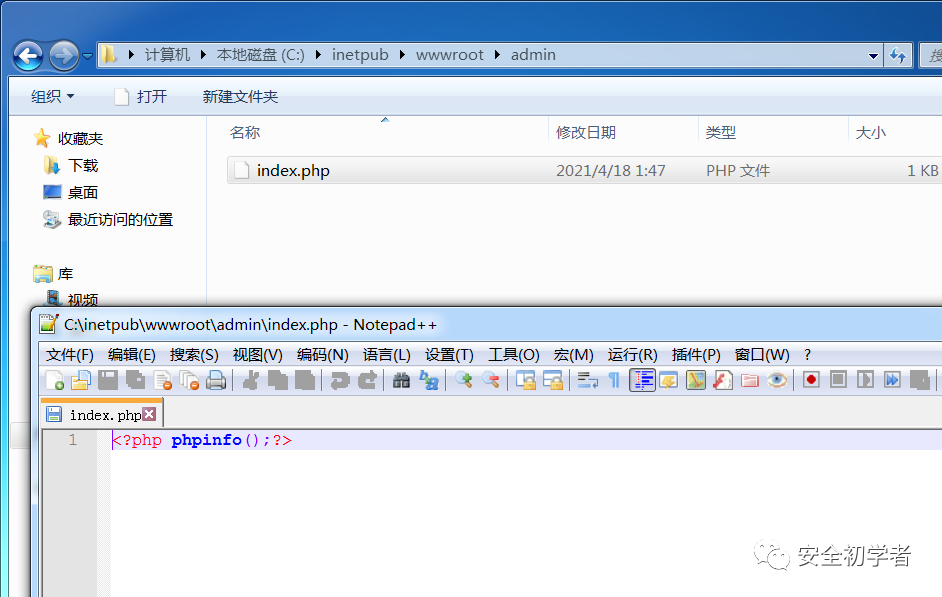 计算机 本地磁盘 (C:) inetpub wwwroot admin
组织 打开 新建文件夹
收藏夹
下载
桌面
最近访问的位置
库
视频
名称 修改日期 类型 大小
index.php 2021/4/18 1:47 PHP 文件 1 KB
C:\inetpub\wwwroot\admin\index.php - Notepad++
文件(F) 编辑(E) 搜索(S) 视图(V) 编码(N) 语言(L) 设置(T) 工具(O) 宏(M) 运行(R) 插件(P) 窗口(W) ?
index.php
1 <?php phpinfo();?>
安全初学者